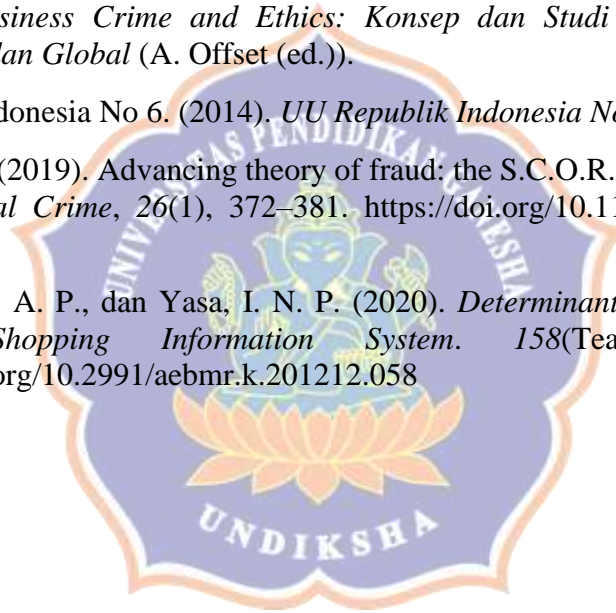 siness Crime and Ethics: Konsep dan Studi
dan Global (A. Offset (ed.)).
donesia No 6. (2014). UU Republik Indonesia No
(2019). Advancing theory of fraud: the S.C.O.R.
al Crime, 26(1), 372–381. https://doi.org/10.11
A. P., dan Yasa, I. N. P. (2020). Determinant
Shopping Information System. 158(Tea
org/10.2991/aebmr.k.201212.058
UNIVERSITAS PENDIDIKAN GANESHA
UNDIKSHA